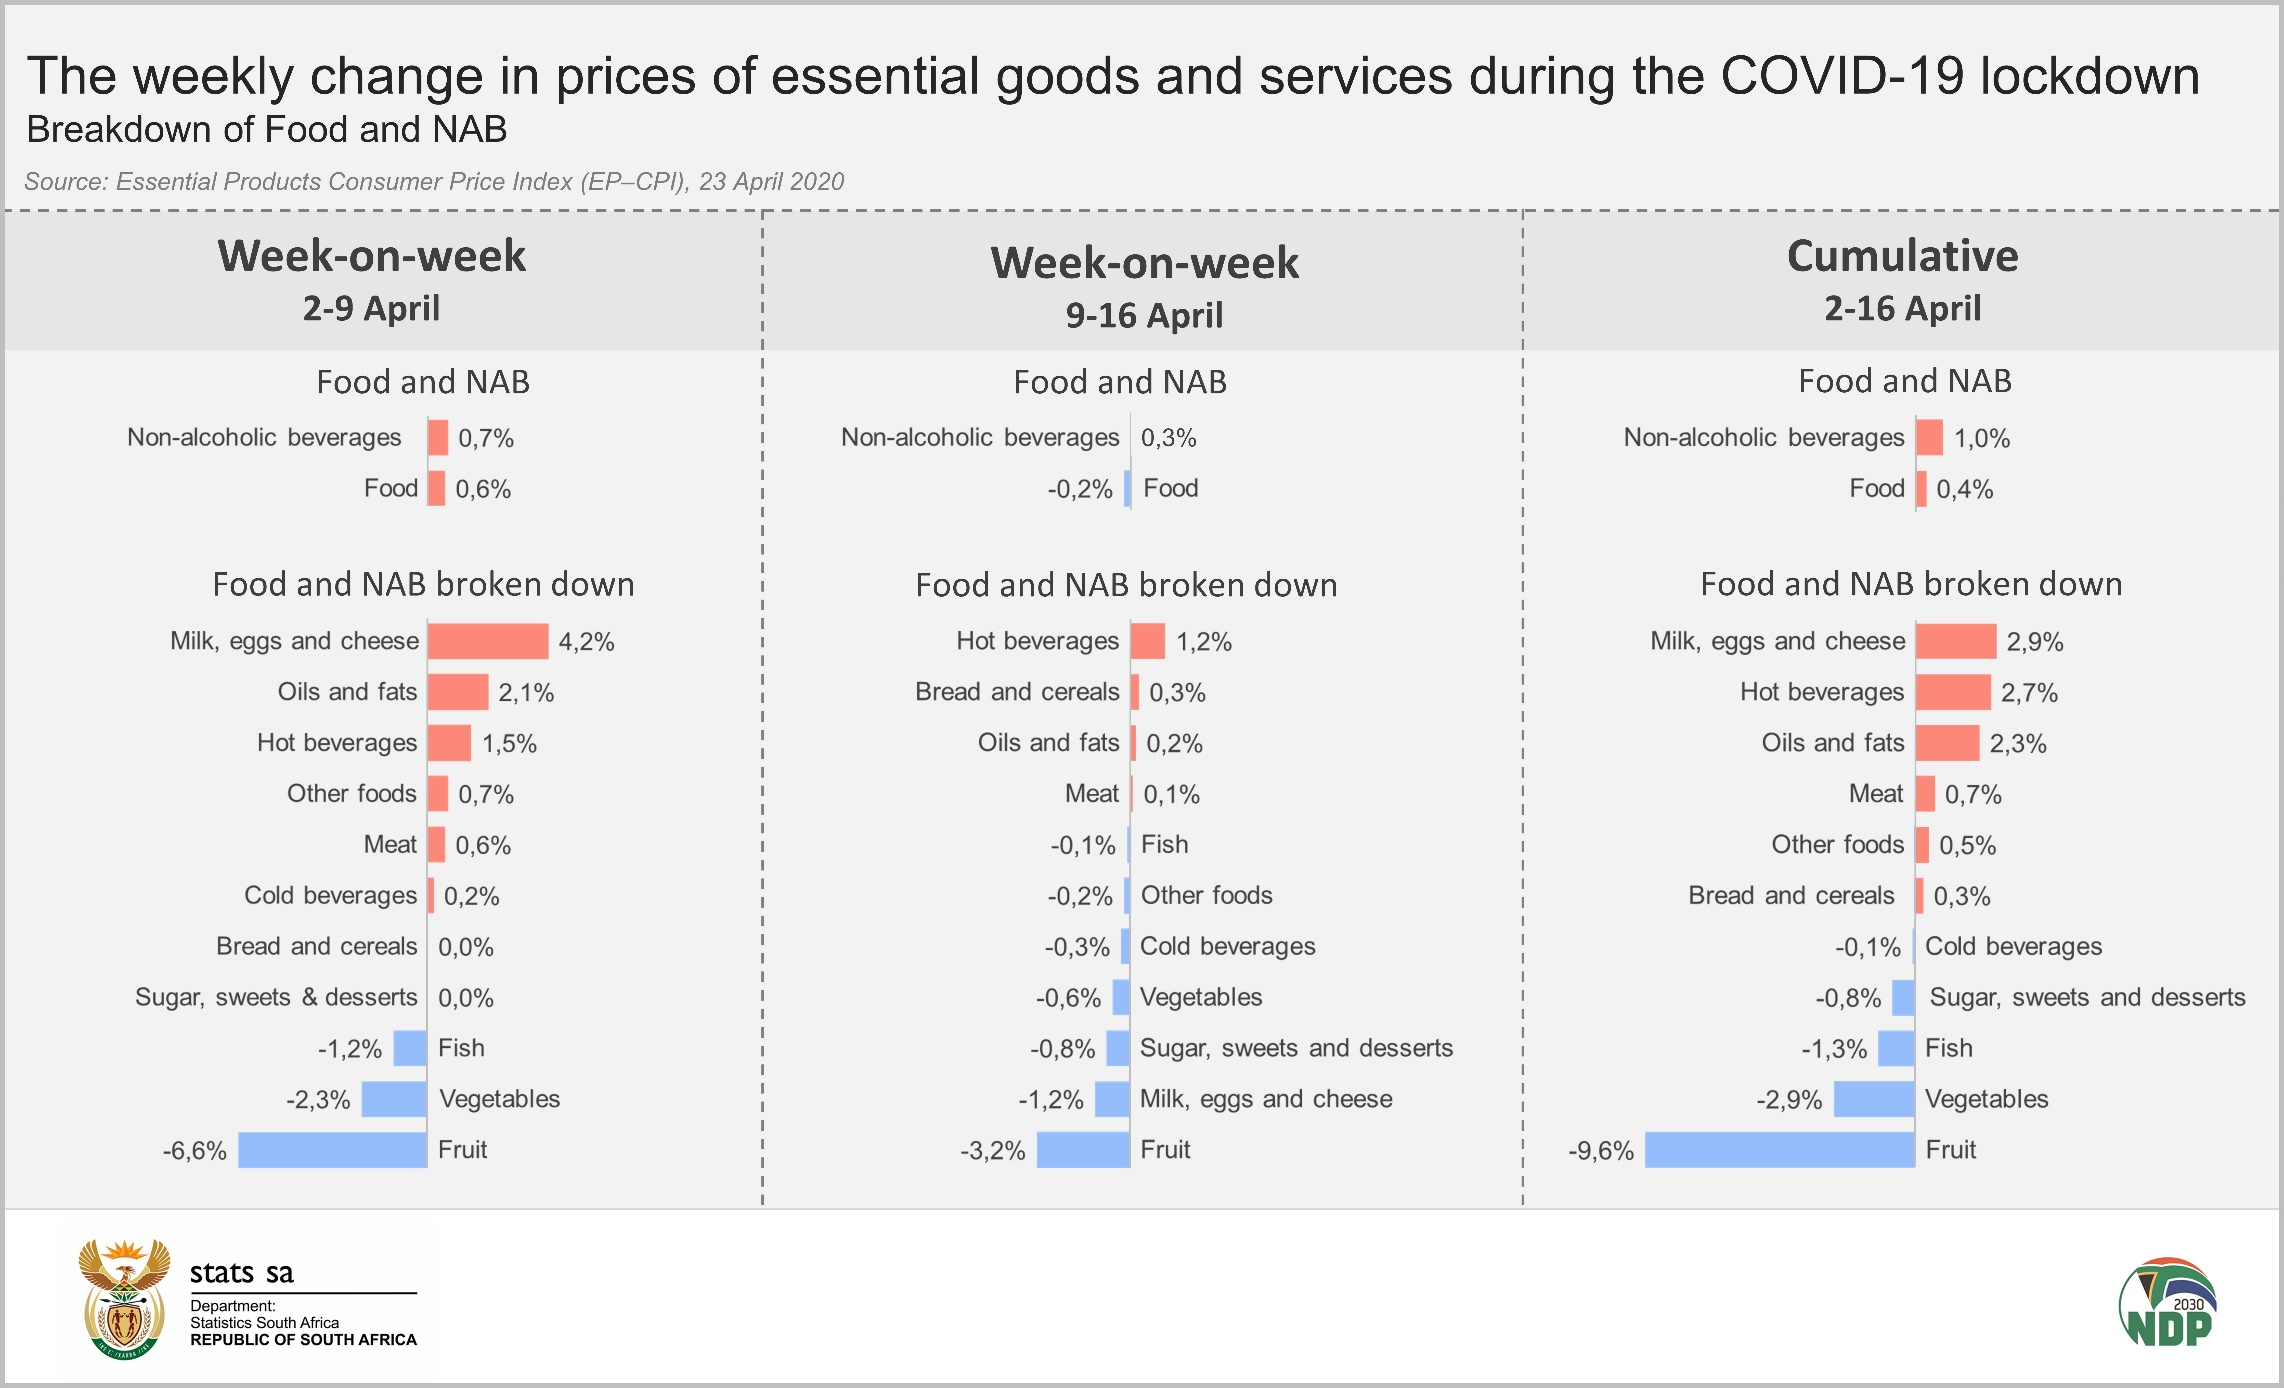 The weekly change in prices of essential goods and services during the COVID-19 lockdown
Breakdown of Food and NAB
Source: Essential Products Consumer Price Index (EP–CPI), 23 April 2020
Week-on-week
2-9 April
Food and NAB
Non-alcoholic beverages 0,7%
Food 0,6%
Food and NAB broken down
Milk, eggs and cheese 4,2%
Oils and fats 2,1%
Hot beverages 1,5%
Other foods 0,7%
Meat 0,6%
Cold beverages 0,2%
Bread and cereals 0,0%
Sugar, sweets & desserts 0,0%
-1,2% Fish
-2,3% Vegetables
-6,6% Fruit
Week-on-week
9-16 April
Food and NAB
Non-alcoholic beverages 0,3%
-0,2% Food
Food and NAB broken down
Hot beverages 1,2%
Bread and cereals 0,3%
Oils and fats 0,2%
Meat 0,1%
-0,1% Fish
-0,2% Other foods
-0,3% Cold beverages
-0,6% Vegetables
-0,8% Sugar, sweets and desserts
-1,2% Milk, eggs and cheese
-3,2% Fruit
Cumulative
2-16 April
Food and NAB
Non-alcoholic beverages 1,0%
Food 0,4%
Food and NAB broken down
Milk, eggs and cheese 2,9%
Hot beverages 2,7%
Oils and fats 2,3%
Meat 0,7%
Other foods 0,5%
Bread and cereals 0,3%
-0,1% Cold beverages
-0,8% Sugar, sweets and desserts
-1,3% Fish
-2,9% Vegetables
-9,6% Fruit
stats sa
Department:
Statistics South Africa
REPUBLIC OF SOUTH AFRICA
2030
NDP